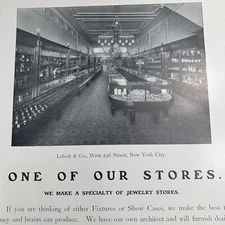 Lebolt & Co., West 23d Street, New York City.
ONE OF OUR STORES.
WE MAKE A SPECIALTY OF JEWELRY STORES.
If you are thinking of either Fixtures or Show Cases, we make the best
ncy and brains can produce. We have our own architect and will furnish